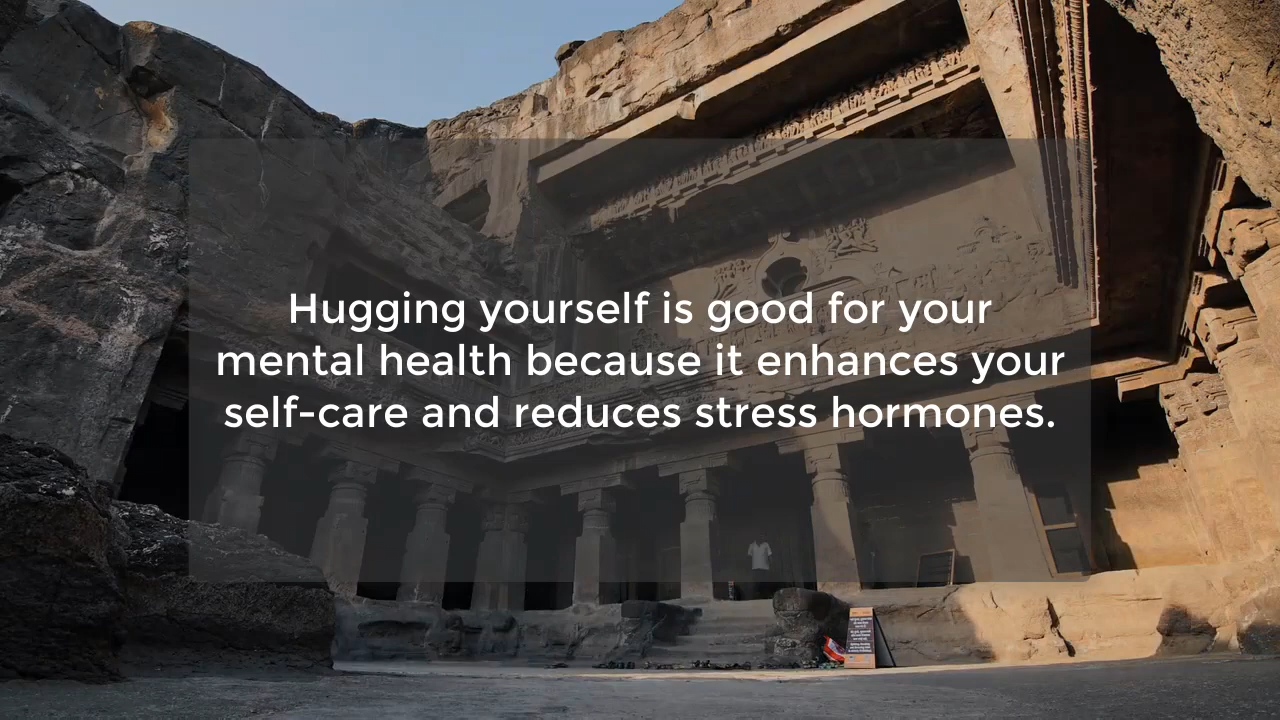 Hugging yourself is good for your
mental health because it enhances your
self-care and reduces stress hormones.